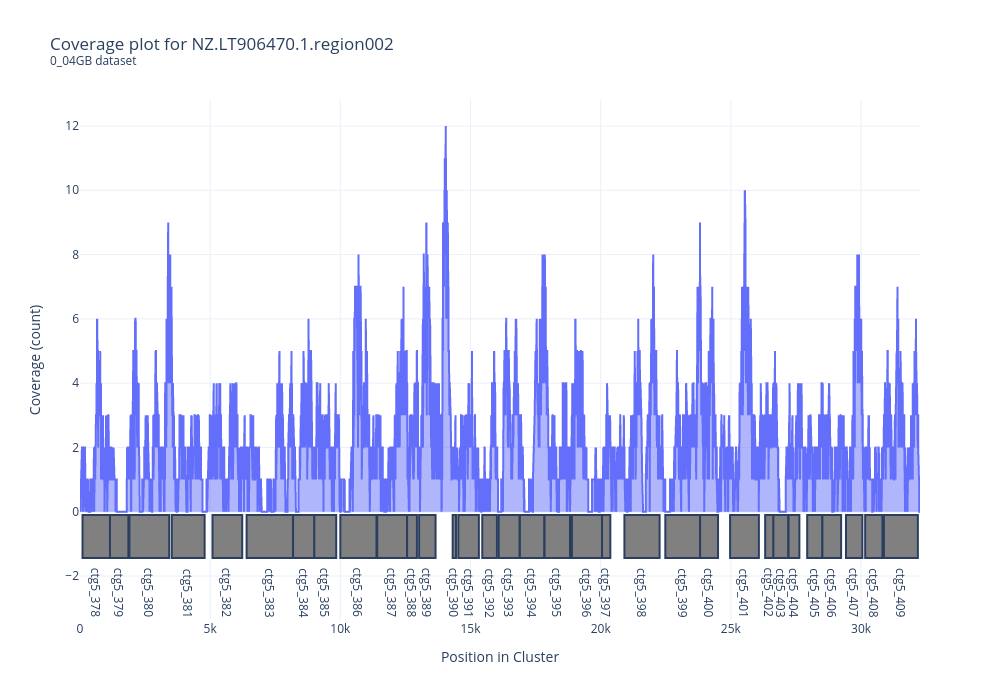 Coverage plot for NZ.LT906470.1.region002
0_04GB dataset
12
10
8
6
4
2
0
−2
Coverage (count)
ctg5_378
ctg5_379
ctg5_380
ctg5_381
ctg5_382
ctg5_383
ctg5_384
ctg5_385
ctg5_386
ctg5_387
ctg5_388
ctg5_389
ctg5_390
ctg5_391
ctg5_392
ctg5_393
ctg5_394
ctg5_395
ctg5_396
ctg5_397
ctg5_398
ctg5_399
ctg5_400
ctg5_401
ctg5_402
ctg5_403
ctg5_404
ctg5_405
ctg5_406
ctg5_407
ctg5_408
ctg5_409
0
5k
10k
15k
20k
25k
30k
Position in Cluster